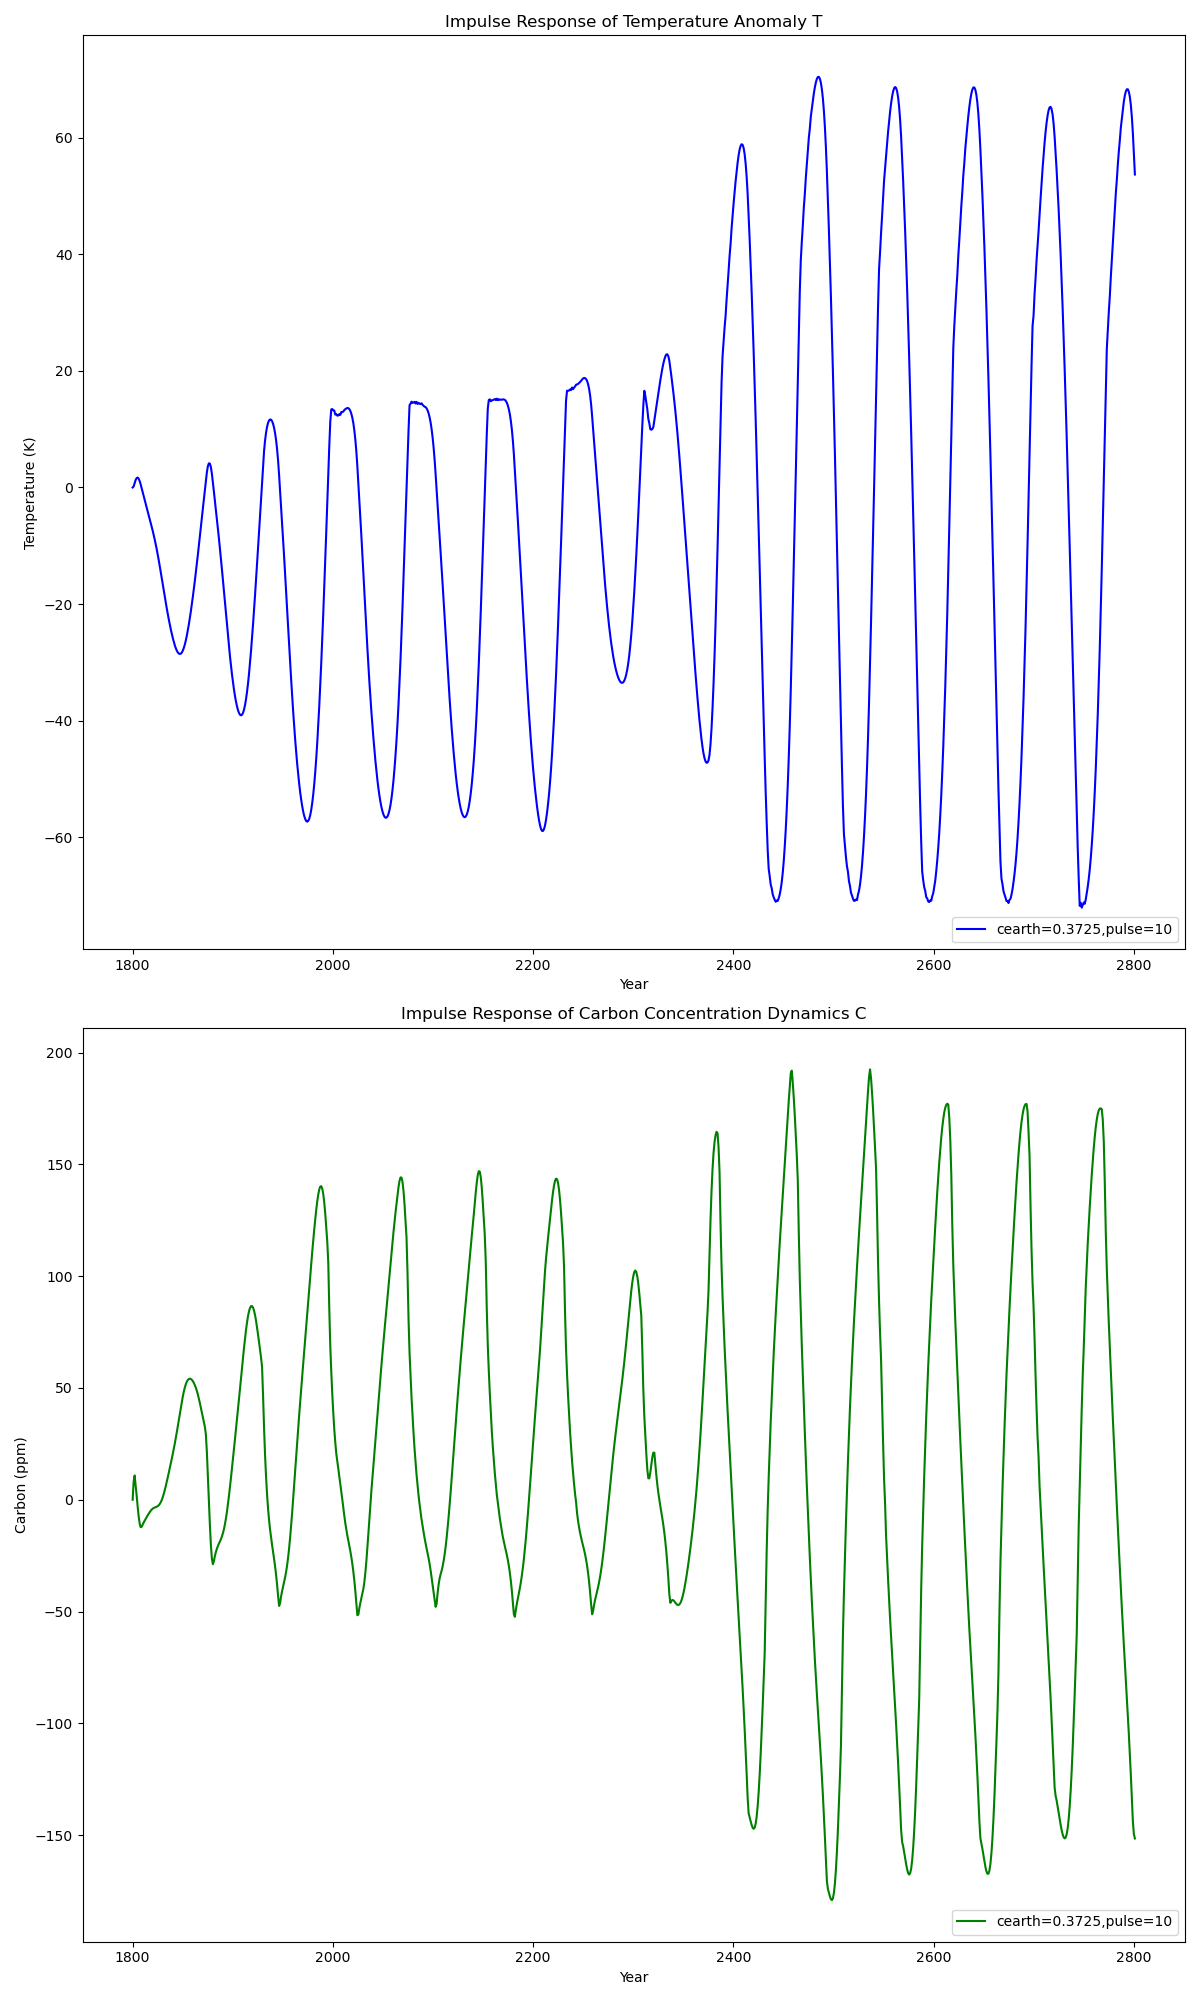 Impulse Response of Temperature Anomaly T
Temperature (K)
60
40
20
0
−20
−40
−60
cearth=0.3725,pulse=10
1800 2000 2200 2400 2600 2800
Year
Impulse Response of Carbon Concentration Dynamics C
Carbon (ppm)
200
150
100
50
0
−50
−100
−150
cearth=0.3725,pulse=10
1800 2000 2200 2400 2600 2800
Year